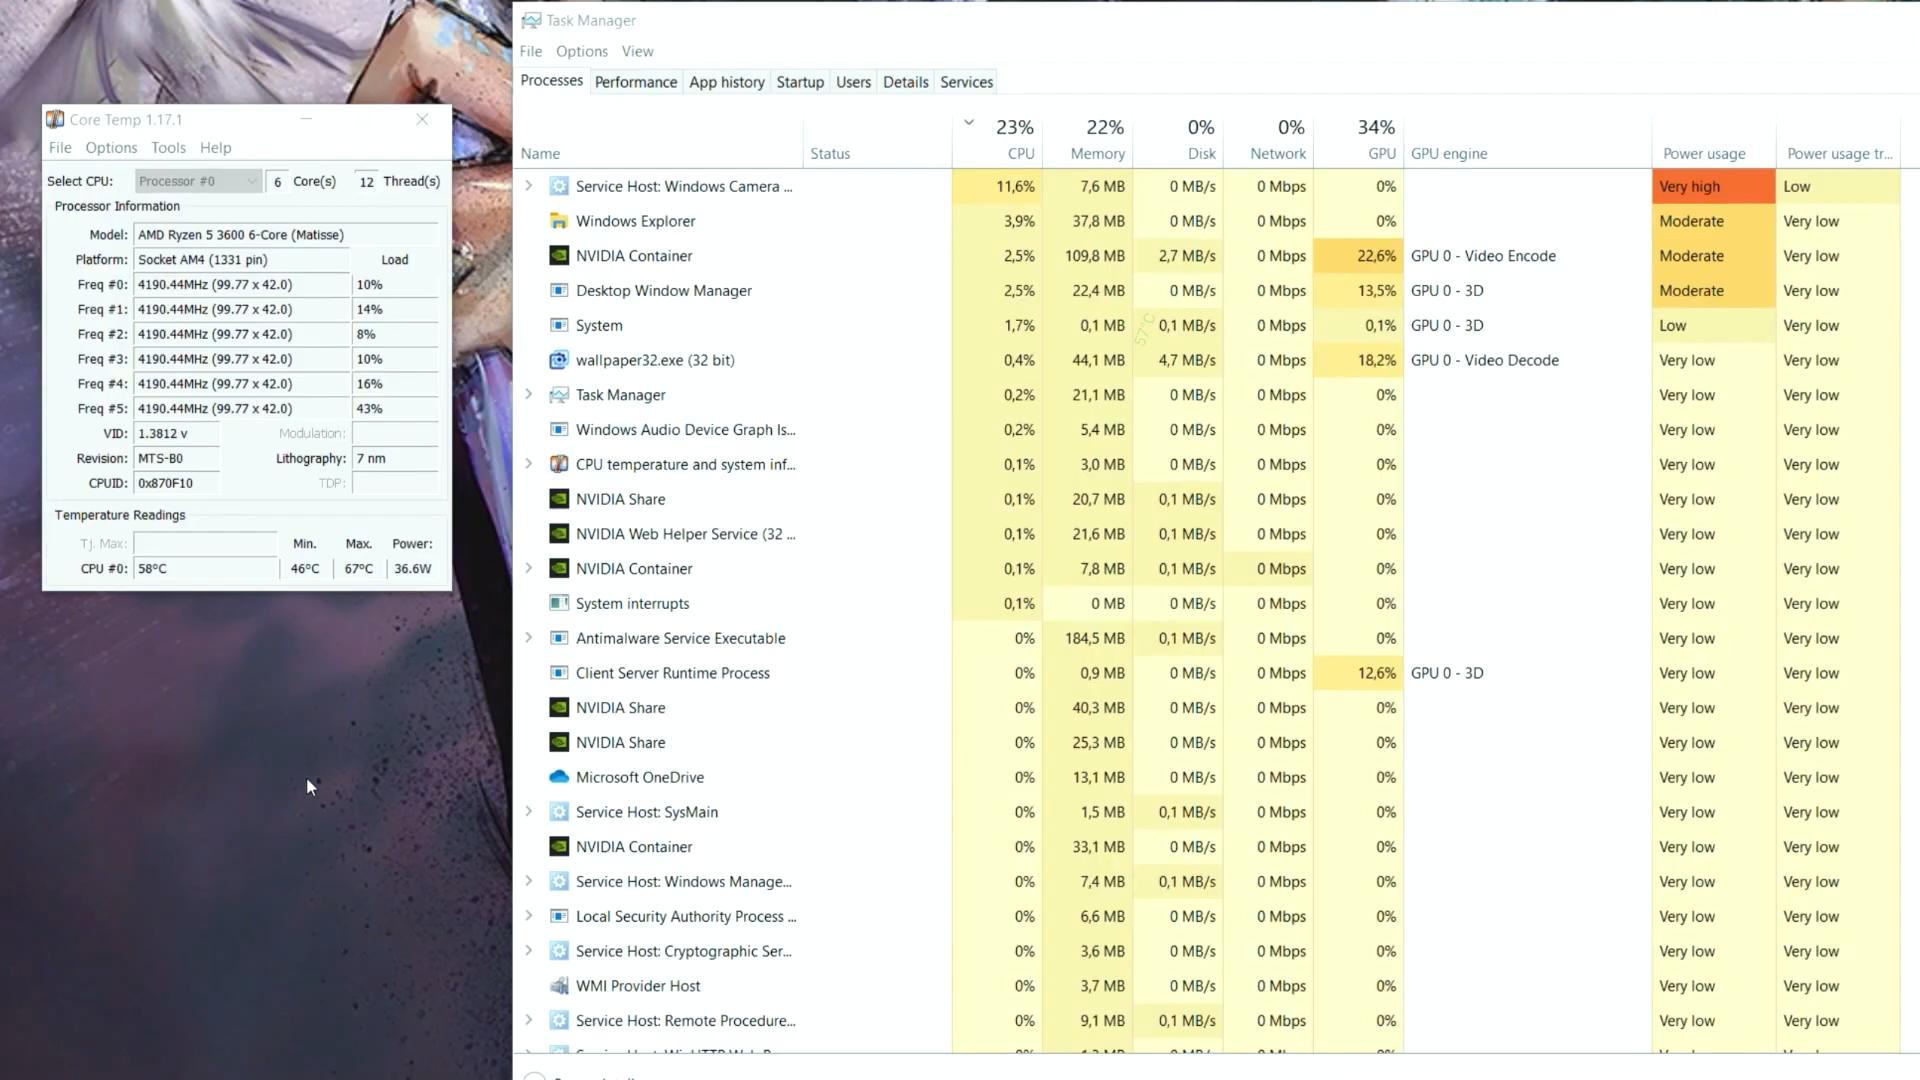 Core Temp 1.17.1
File Options Tools Help
Select CPU: Processor #0 6 Core(s) 12 Thread(s)
Processor Information
Model: AMD Ryzen 5 3600 6-Core (Matisse)
Platform: Socket AM4 (1331 pin) Load
Freq #0: 4190.44MHz (99.77 x 42.0) 10%
Freq #1: 4190.44MHz (99.77 x 42.0) 14%
Freq #2: 4190.44MHz (99.77 x 42.0) 8%
Freq #3: 4190.44MHz (99.77 x 42.0) 10%
Freq #4: 4190.44MHz (99.77 x 42.0) 16%
Freq #5: 4190.44MHz (99.77 x 42.0) 43%
VID: 1.3812 v Modulation:
Revision: MTS-B0 Lithography: 7 nm
CPUID: 0x870F10 TDP:
Temperature Readings
Tj. Max: Min. Max. Power:
CPU #0: 58°C 46°C 67°C 36.6W
Task Manager
File Options View
Processes Performance App history Startup Users Details Services
23% 22% 0% 0% 34%
Name Status CPU Memory Disk Network GPU GPU engine Power usage Power usage tr...
Service Host: Windows Camera ... 11,6% 7,6 MB 0 MB/s 0 Mbps 0% Very high Low
Windows Explorer 3,9% 37,8 MB 0 MB/s 0 Mbps 0% Moderate Very low
NVIDIA Container 2,5% 109,8 MB 2,7 MB/s 0 Mbps 22,6% GPU 0 - Video Encode Moderate Very low
Desktop Window Manager 2,5% 22,4 MB 0 MB/s 0 Mbps 13,5% GPU 0 - 3D Moderate Very low
System 1,7% 0,1 MB 0,1 MB/s 0 Mbps 0,1% GPU 0 - 3D Low Very low
57°C
wallpaper32.exe (32 bit) 0,4% 44,1 MB 4,7 MB/s 0 Mbps 18,2% GPU 0 - Video Decode Very low Very low
Task Manager 0,2% 21,1 MB 0 MB/s 0 Mbps 0% Very low Very low
Windows Audio Device Graph Is... 0,2% 5,4 MB 0 MB/s 0 Mbps 0% Very low Very low
CPU temperature and system inf... 0,1% 3,0 MB 0 MB/s 0 Mbps 0% Very low Very low
NVIDIA Share 0,1% 20,7 MB 0,1 MB/s 0 Mbps 0% Very low Very low
NVIDIA Web Helper Service (32 ... 0,1% 21,6 MB 0,1 MB/s 0 Mbps 0% Very low Very low
NVIDIA Container 0,1% 7,8 MB 0,1 MB/s 0 Mbps 0% Very low Very low
System interrupts 0,1% 0 MB 0 MB/s 0 Mbps 0% Very low Very low
Antimalware Service Executable 0% 184,5 MB 0,1 MB/s 0 Mbps 0% Very low Very low
Client Server Runtime Process 0% 0,9 MB 0 MB/s 0 Mbps 12,6% GPU 0 - 3D Very low Very low
NVIDIA Share 0% 40,3 MB 0 MB/s 0 Mbps 0% Very low Very low
NVIDIA Share 0% 25,3 MB 0 MB/s 0 Mbps 0% Very low Very low
Microsoft OneDrive 0% 13,1 MB 0 MB/s 0 Mbps 0% Very low Very low
Service Host: SysMain 0% 1,5 MB 0,1 MB/s 0 Mbps 0% Very low Very low
NVIDIA Container 0% 33,1 MB 0 MB/s 0 Mbps 0% Very low Very low
Service Host: Windows Manage... 0% 7,4 MB 0,1 MB/s 0 Mbps 0% Very low Very low
Local Security Authority Process ... 0% 6,6 MB 0 MB/s 0 Mbps 0% Very low Very low
Service Host: Cryptographic Ser... 0% 3,6 MB 0 MB/s 0 Mbps 0% Very low Very low
WMI Provider Host 0% 3,7 MB 0 MB/s 0 Mbps 0% Very low Very low
Service Host: Remote Procedure... 0% 9,1 MB 0,1 MB/s 0 Mbps 0% Very low Very low